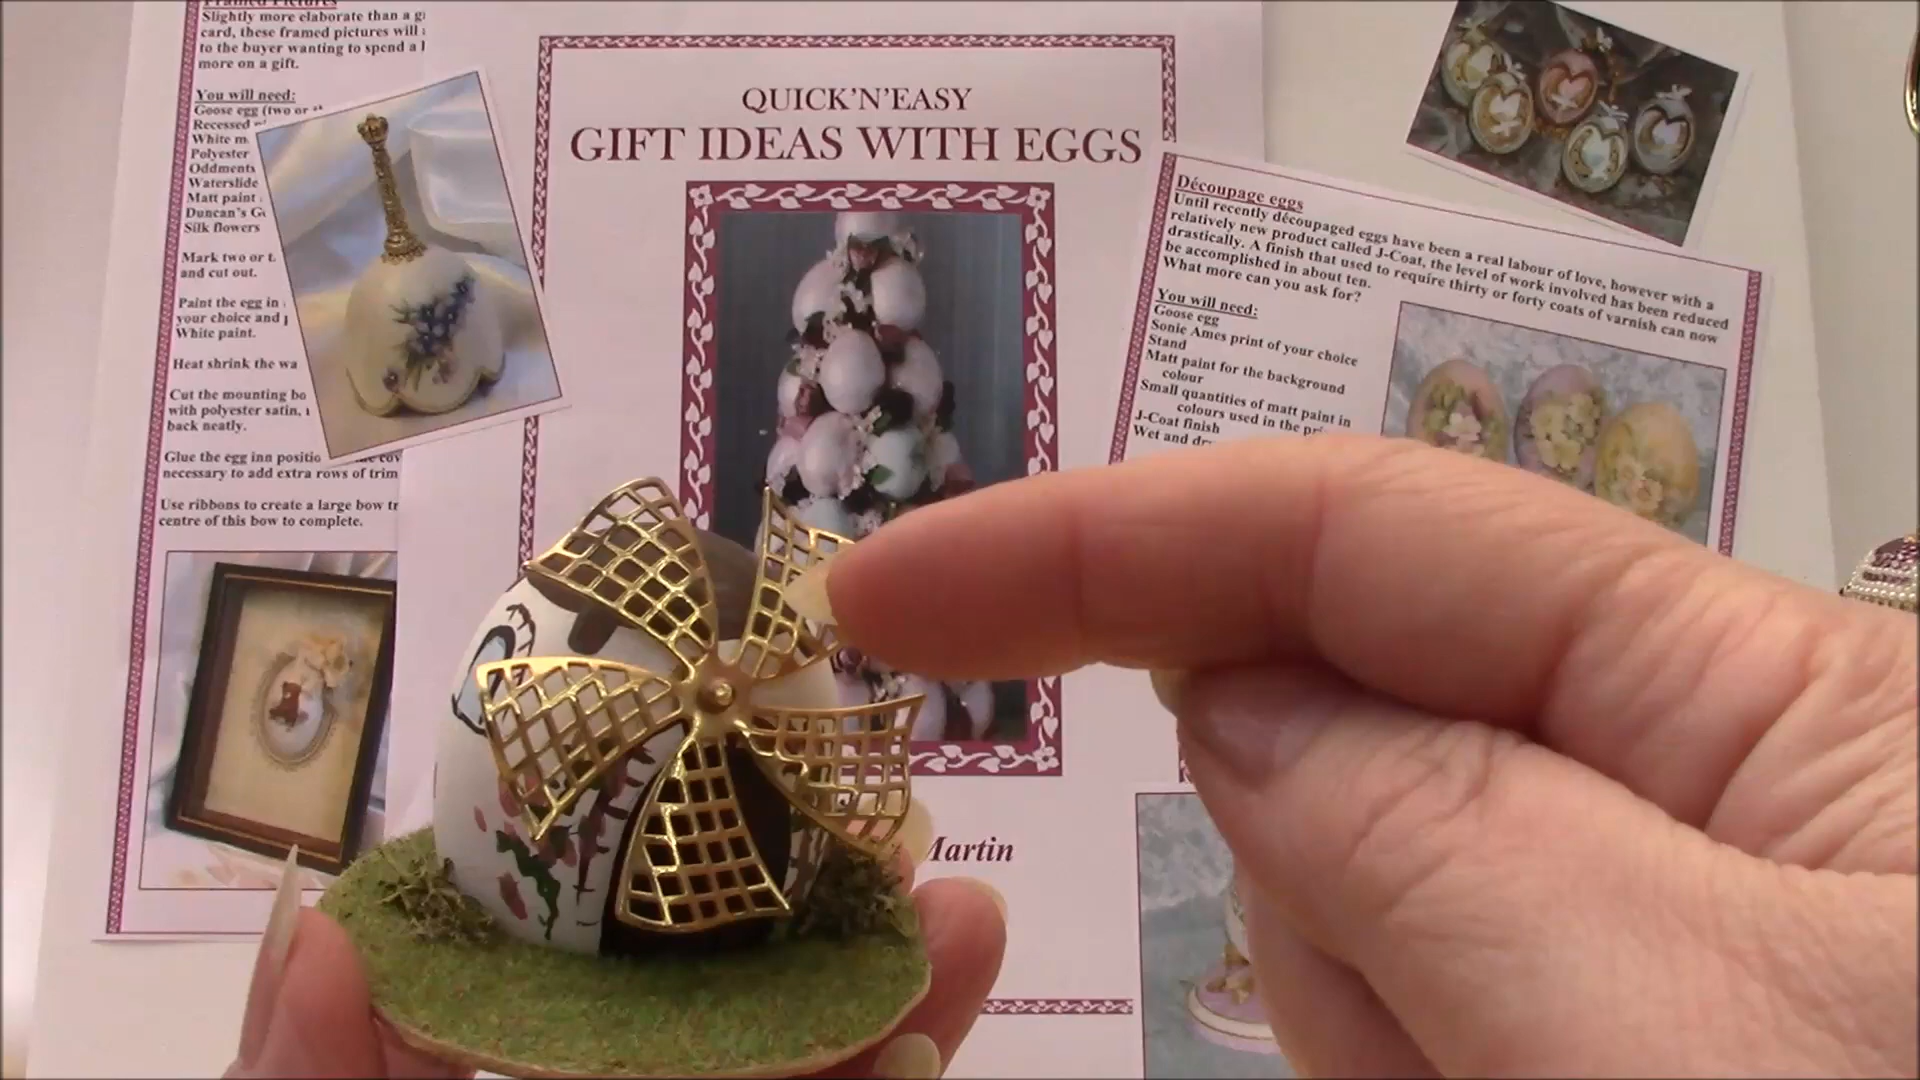 Framed Pictures
Slightly more elaborate than a
card, these framed pictures will
to the buyer wanting to spend a
more on a gift.
You will need:
Goose egg (two or
Recessed
White
Polyester
Oddments
Waterslide
Matt paint
Duncan's
Silk flowers
Mark two or
and cut out.
Paint the egg in
your choice and
White paint.
Heat shrink the
Cut the mounting
with polyester satin,
back neatly.
Glue the egg inn
necessary to add extra rows of trim
Use ribbons to create a large bow
centre of this bow to complete.
QUICK'N'EASY
GIFT IDEAS WITH EGGS
Martin
Découpage eggs
Until recently découpaged eggs have been a real labour of love, however with a
relatively new product called J-Coat, the level of work involved has been reduced
drastically. A finish that used to require thirty or forty coats of varnish can now
be accomplished in about ten.
What more can you ask for?
You will need:
Goose egg
Sonie Ames print of your choice
Stand
Matt paint for the background
colour
Small quantities of matt paint in
colours used in the
J-Coat finish
Wet and